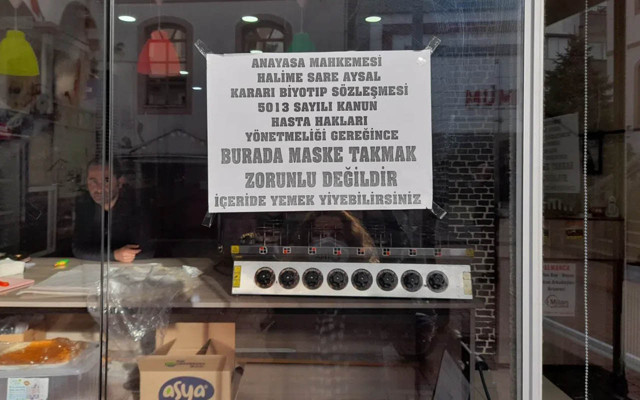 ANAYASA MAHKEMESİ
HALİME SARE AYSAL
KARARI BİYOTIP SÖZLEŞMESİ
5013 SAYILI KANUN
HASTA HAKLARI
YÖNETMELİĞİ GEREĞİNCE
BURADA MASKE TAKMAK
ZORUNLU DEĞİLDİR
İÇERİDE YEMEK YİYEBİLİRSİNİZ
asya